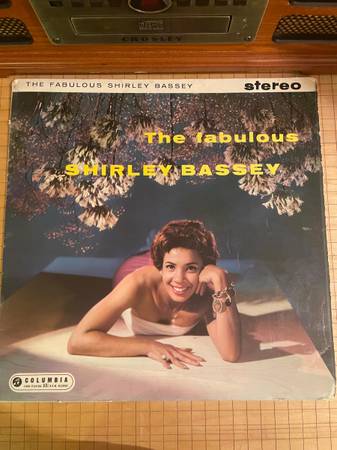 CROSLEY
THE FABULOUS SHIRLEY BASSEY
stereo
The fabulous
SHIRLEY BASSEY
COLUMBIA